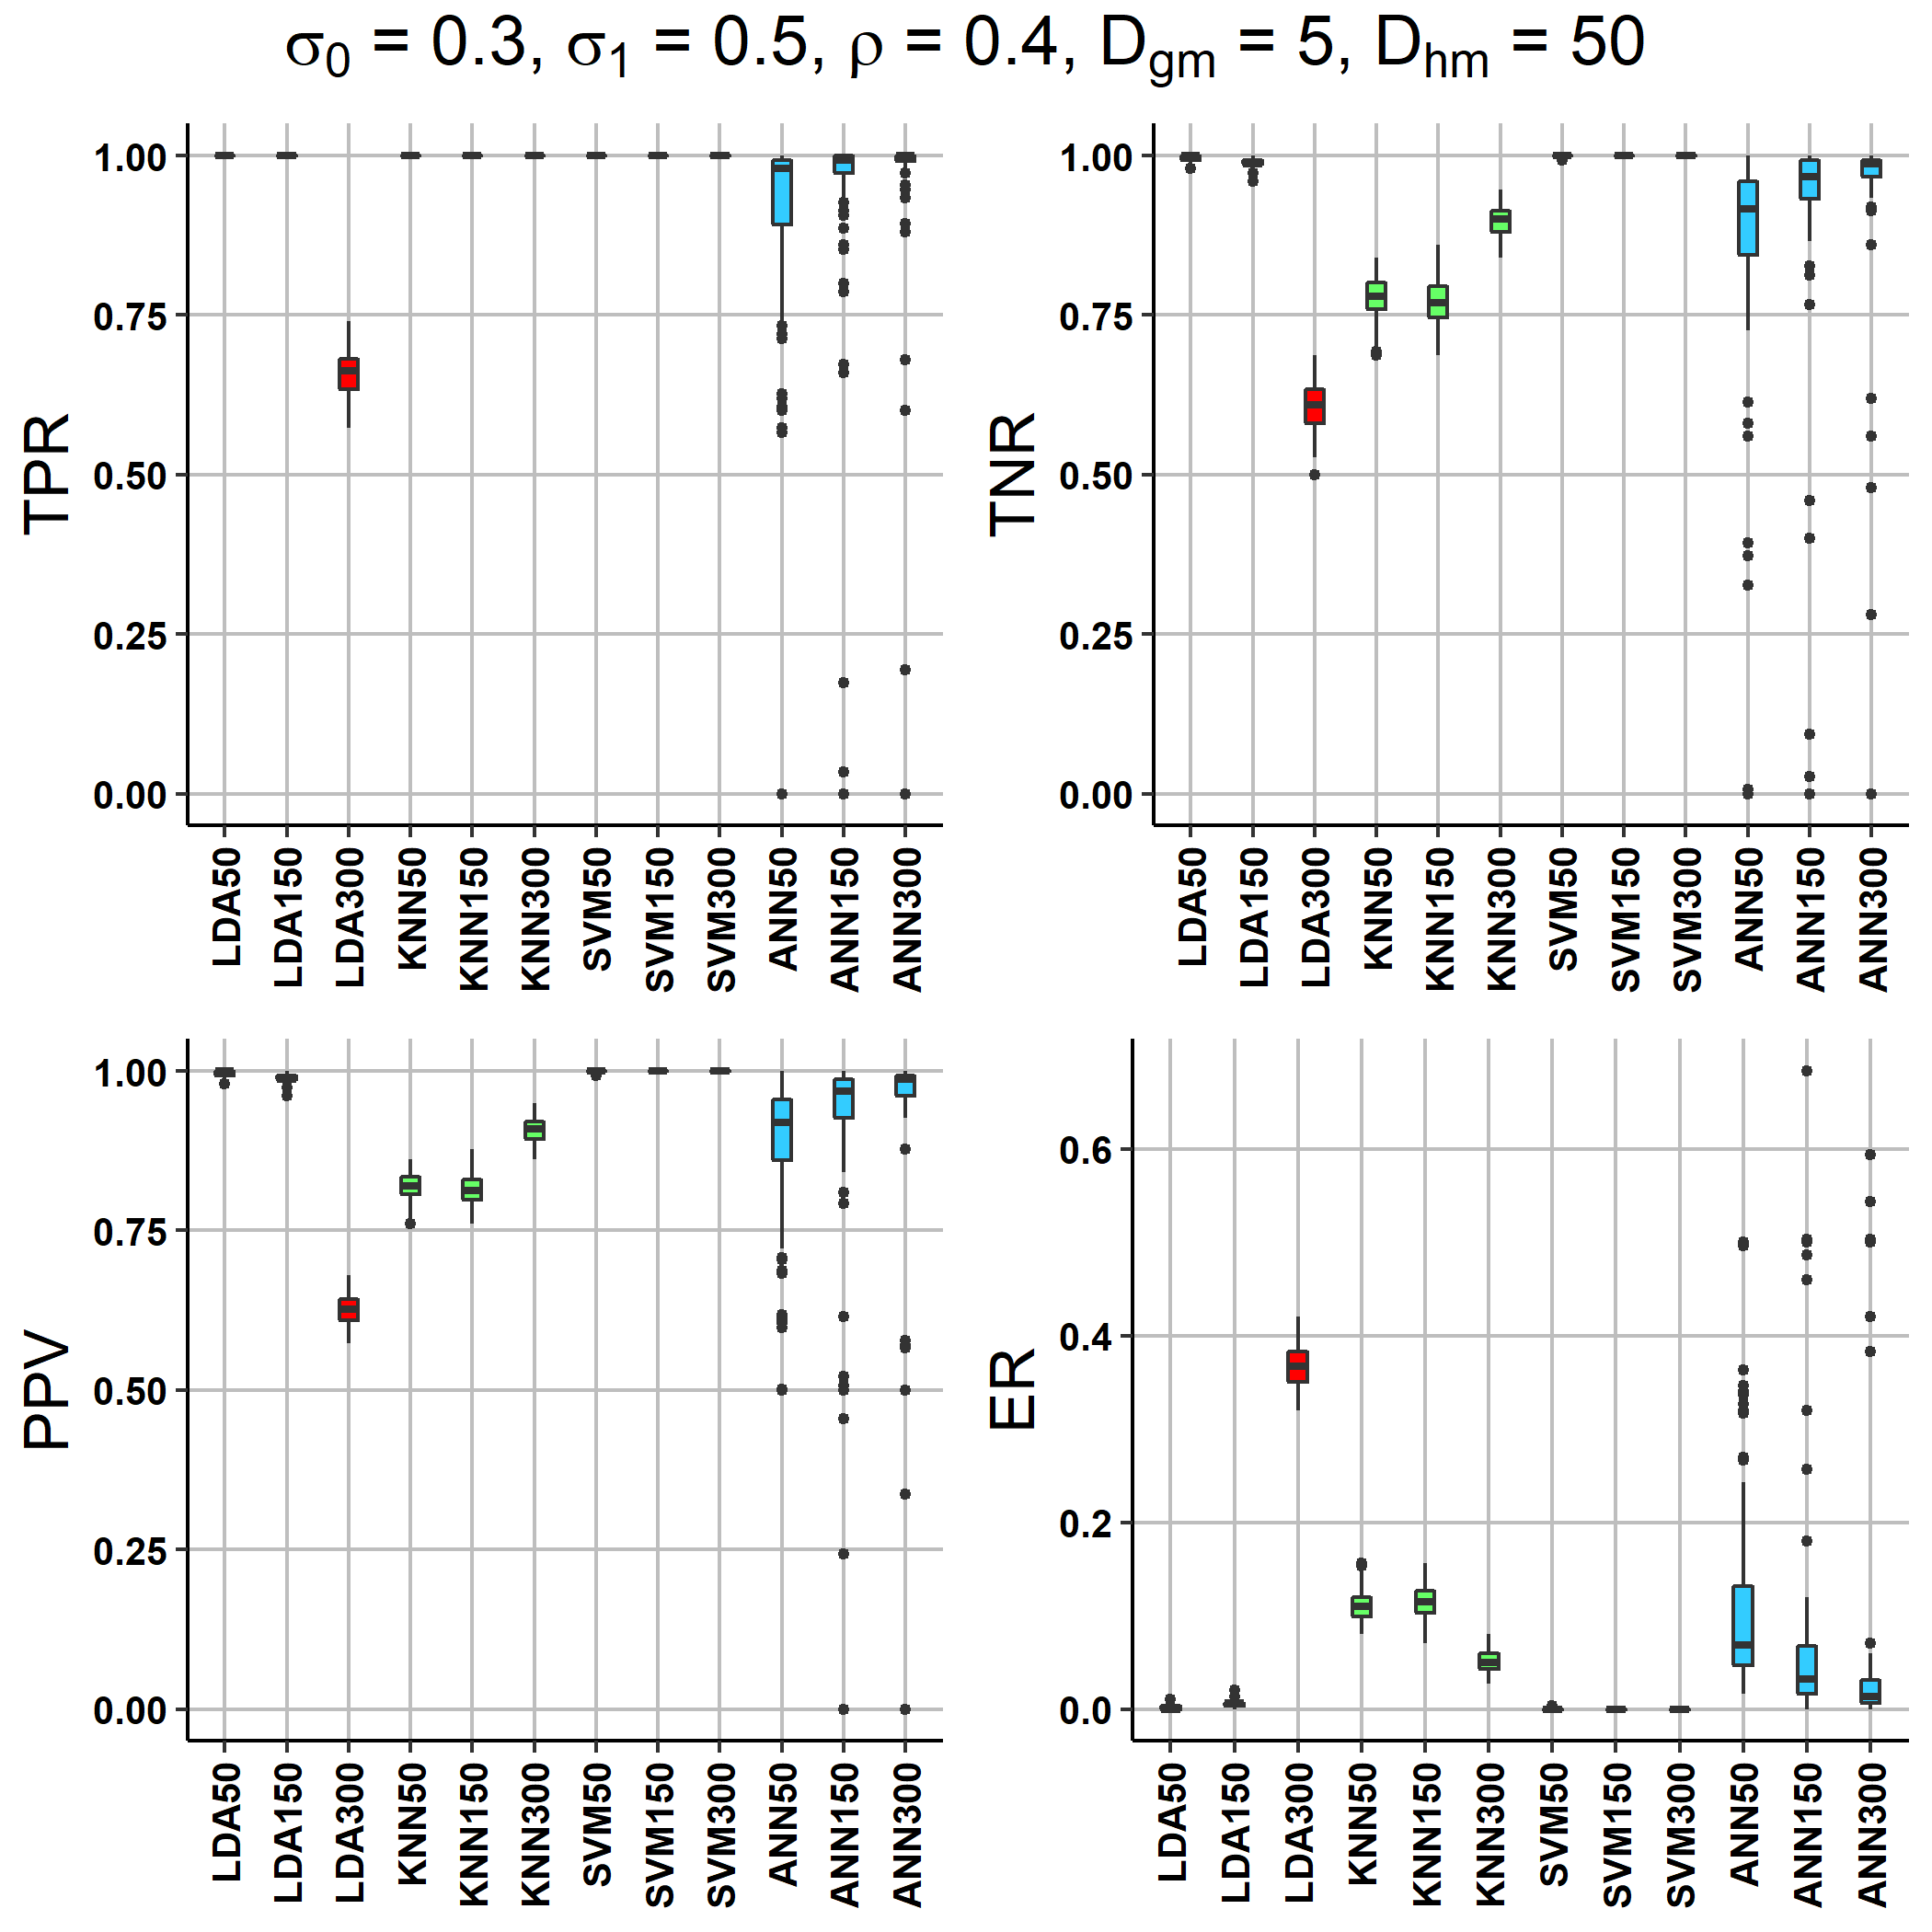 σ0 = 0.3, σ1 = 0.5, ρ = 0.4, Dgm = 5, Dhm = 50
TPR
1.00
0.75
0.50
0.25
0.00
LDA50
LDA150
LDA300
KNN50
KNN150
KNN300
SVM50
SVM150
SVM300
ANN50
ANN150
ANN300
TNR
1.00
0.75
0.50
0.25
0.00
LDA50
LDA150
LDA300
KNN50
KNN150
KNN300
SVM50
SVM150
SVM300
ANN50
ANN150
ANN300
PPV
1.00
0.75
0.50
0.25
0.00
LDA50
LDA150
LDA300
KNN50
KNN150
KNN300
SVM50
SVM150
SVM300
ANN50
ANN150
ANN300
ER
0.6
0.4
0.2
0.0
LDA50
LDA150
LDA300
KNN50
KNN150
KNN300
SVM50
SVM150
SVM300
ANN50
ANN150
ANN300